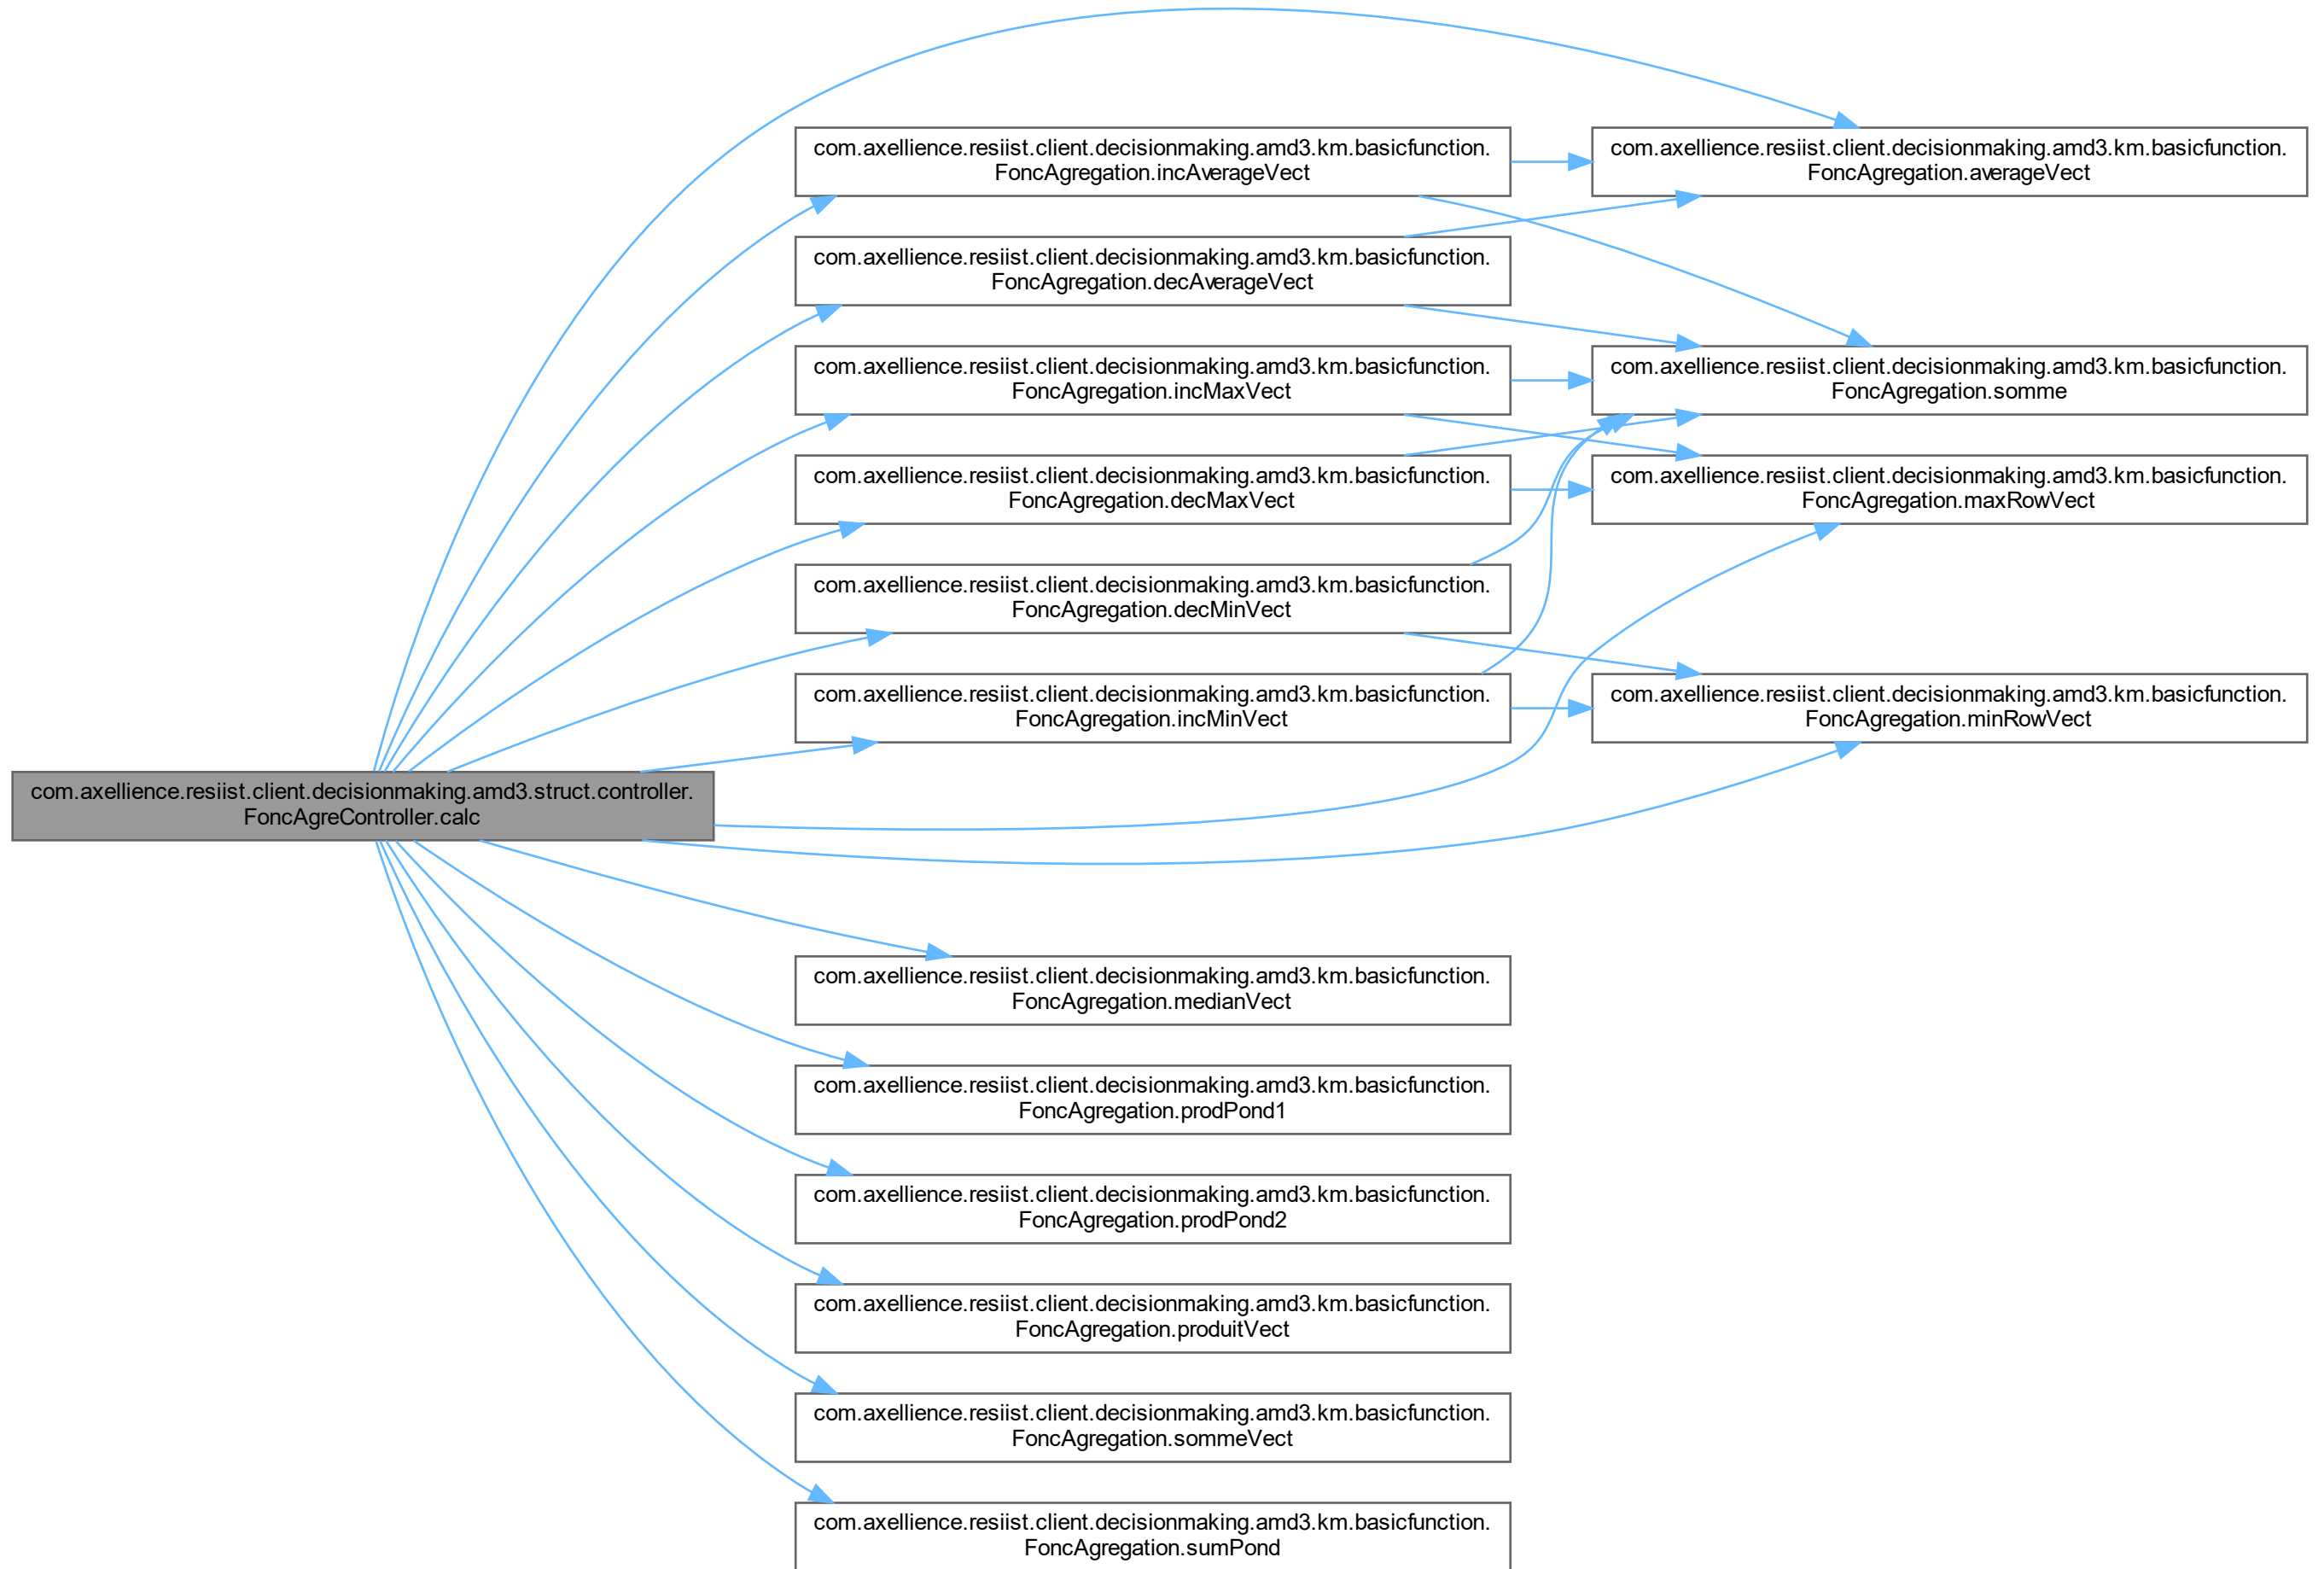 com.axellience.resiist.client.decisionmaking.amd3.struct.controller.
FoncAgreController.calc
com.axellience.resiist.client.decisionmaking.amd3.km.basicfunction.
FoncAgregation.incAverageVect
com.axellience.resiist.client.decisionmaking.amd3.km.basicfunction.
FoncAgregation.decAverageVect
com.axellience.resiist.client.decisionmaking.amd3.km.basicfunction.
FoncAgregation.incMaxVect
com.axellience.resiist.client.decisionmaking.amd3.km.basicfunction.
FoncAgregation.decMaxVect
com.axellience.resiist.client.decisionmaking.amd3.km.basicfunction.
FoncAgregation.decMinVect
com.axellience.resiist.client.decisionmaking.amd3.km.basicfunction.
FoncAgregation.incMinVect
com.axellience.resiist.client.decisionmaking.amd3.km.basicfunction.
FoncAgregation.medianVect
com.axellience.resiist.client.decisionmaking.amd3.km.basicfunction.
FoncAgregation.prodPond1
com.axellience.resiist.client.decisionmaking.amd3.km.basicfunction.
FoncAgregation.prodPond2
com.axellience.resiist.client.decisionmaking.amd3.km.basicfunction.
FoncAgregation.produitVect
com.axellience.resiist.client.decisionmaking.amd3.km.basicfunction.
FoncAgregation.sommeVect
com.axellience.resiist.client.decisionmaking.amd3.km.basicfunction.
FoncAgregation.sumPond
com.axellience.resiist.client.decisionmaking.amd3.km.basicfunction.
FoncAgregation.averageVect
com.axellience.resiist.client.decisionmaking.amd3.km.basicfunction.
FoncAgregation.somme
com.axellience.resiist.client.decisionmaking.amd3.km.basicfunction.
FoncAgregation.maxRowVect
com.axellience.resiist.client.decisionmaking.amd3.km.basicfunction.
FoncAgregation.minRowVect